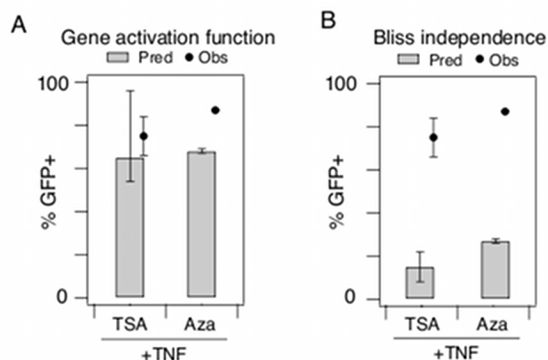 A
Gene activation function
Pred Obs
100
% GFP+
0
TSA Aza
+TNF
B
Bliss independence
Pred Obs
100
% GFP+
0
TSA Aza
+TNF